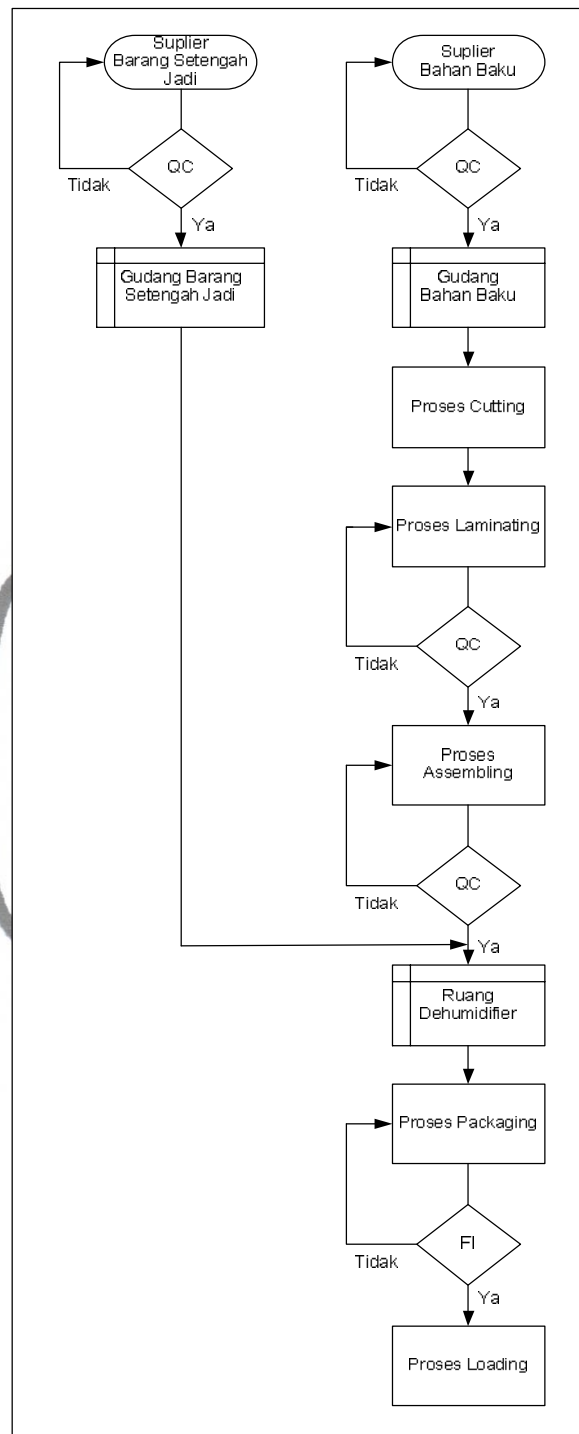 Suplier
Barang Setengah
Jadi
QC
Tidak
Ya
Gudang Barang
Setengah Jadi
Suplier
Bahan Baku
QC
Tidak
Ya
Gudang
Bahan Baku
Proses Cutting
Proses Laminating
QC
Tidak
Ya
Proses
Assembling
QC
Tidak
Ya
Ruang
Dehumidifier
Proses Packaging
FI
Tidak
Ya
Proses Loading